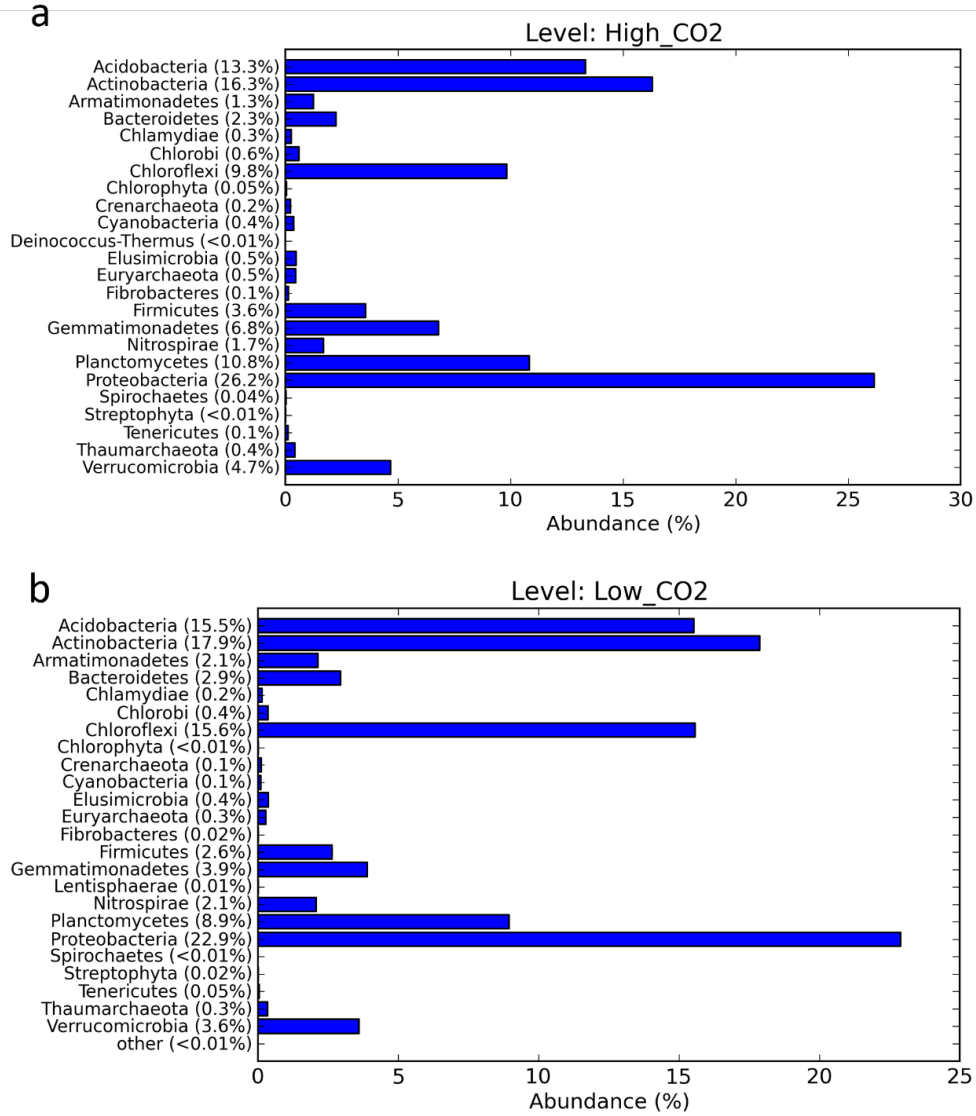 a
Level: High_CO2
Acidobacteria (13.3%)
Actinobacteria (16.3%)
Armatimonadetes (1.3%)
Bacteroidetes (2.3%)
Chlamydiae (0.3%)
Chlorobi (0.6%)
Chloroflexi (9.8%)
Chlorophyta (0.05%)
Crenarchaeota (0.2%)
Cyanobacteria (0.4%)
Deinococcus-Thermus (<0.01%)
Elusimicrobia (0.5%)
Euryarchaeota (0.5%)
Fibrobacteres (0.1%)
Firmicutes (3.6%)
Gemmatimonadetes (6.8%)
Nitrospirae (1.7%)
Planctomycetes (10.8%)
Proteobacteria (26.2%)
Spirochaetes (0.04%)
Streptophyta (<0.01%)
Tenericutes (0.1%)
Thaumarchaeota (0.4%)
Verrucomicrobia (4.7%)
0 5 10 15 20 25 30
Abundance (%)
b
Level: Low_CO2
Acidobacteria (15.5%)
Actinobacteria (17.9%)
Armatimonadetes (2.1%)
Bacteroidetes (2.9%)
Chlamydiae (0.2%)
Chlorobi (0.4%)
Chloroflexi (15.6%)
Chlorophyta (<0.01%)
Crenarchaeota (0.1%)
Cyanobacteria (0.1%)
Elusimicrobia (0.4%)
Euryarchaeota (0.3%)
Fibrobacteres (0.02%)
Firmicutes (2.6%)
Gemmatimonadetes (3.9%)
Lentisphaerae (0.01%)
Nitrospirae (2.1%)
Planctomycetes (8.9%)
Proteobacteria (22.9%)
Spirochaetes (<0.01%)
Streptophyta (0.02%)
Tenericutes (0.05%)
Thaumarchaeota (0.3%)
Verrucomicrobia (3.6%)
other (<0.01%)
0 5 10 15 20 25
Abundance (%)